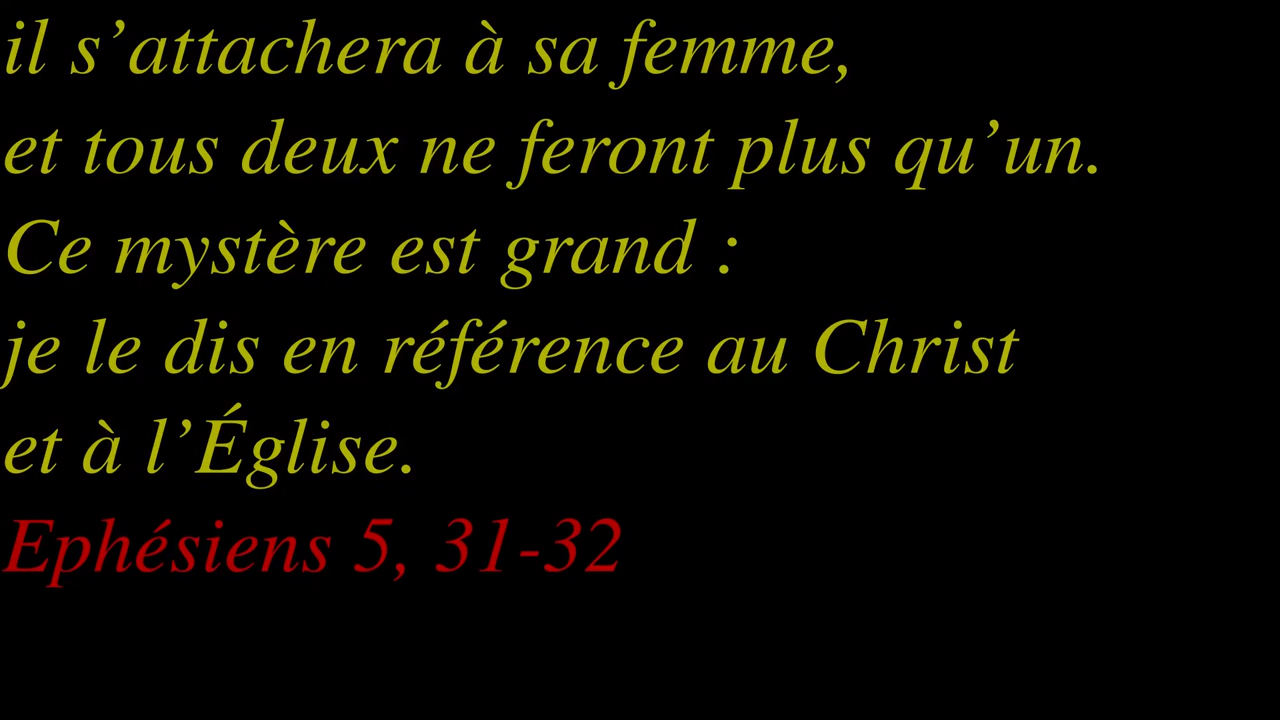 il s’attachera à sa femme,
et tous deux ne feront plus qu’un.
Ce mystère est grand :
je le dis en référence au Christ
et à l’Église.
Ephésiens 5, 31-32